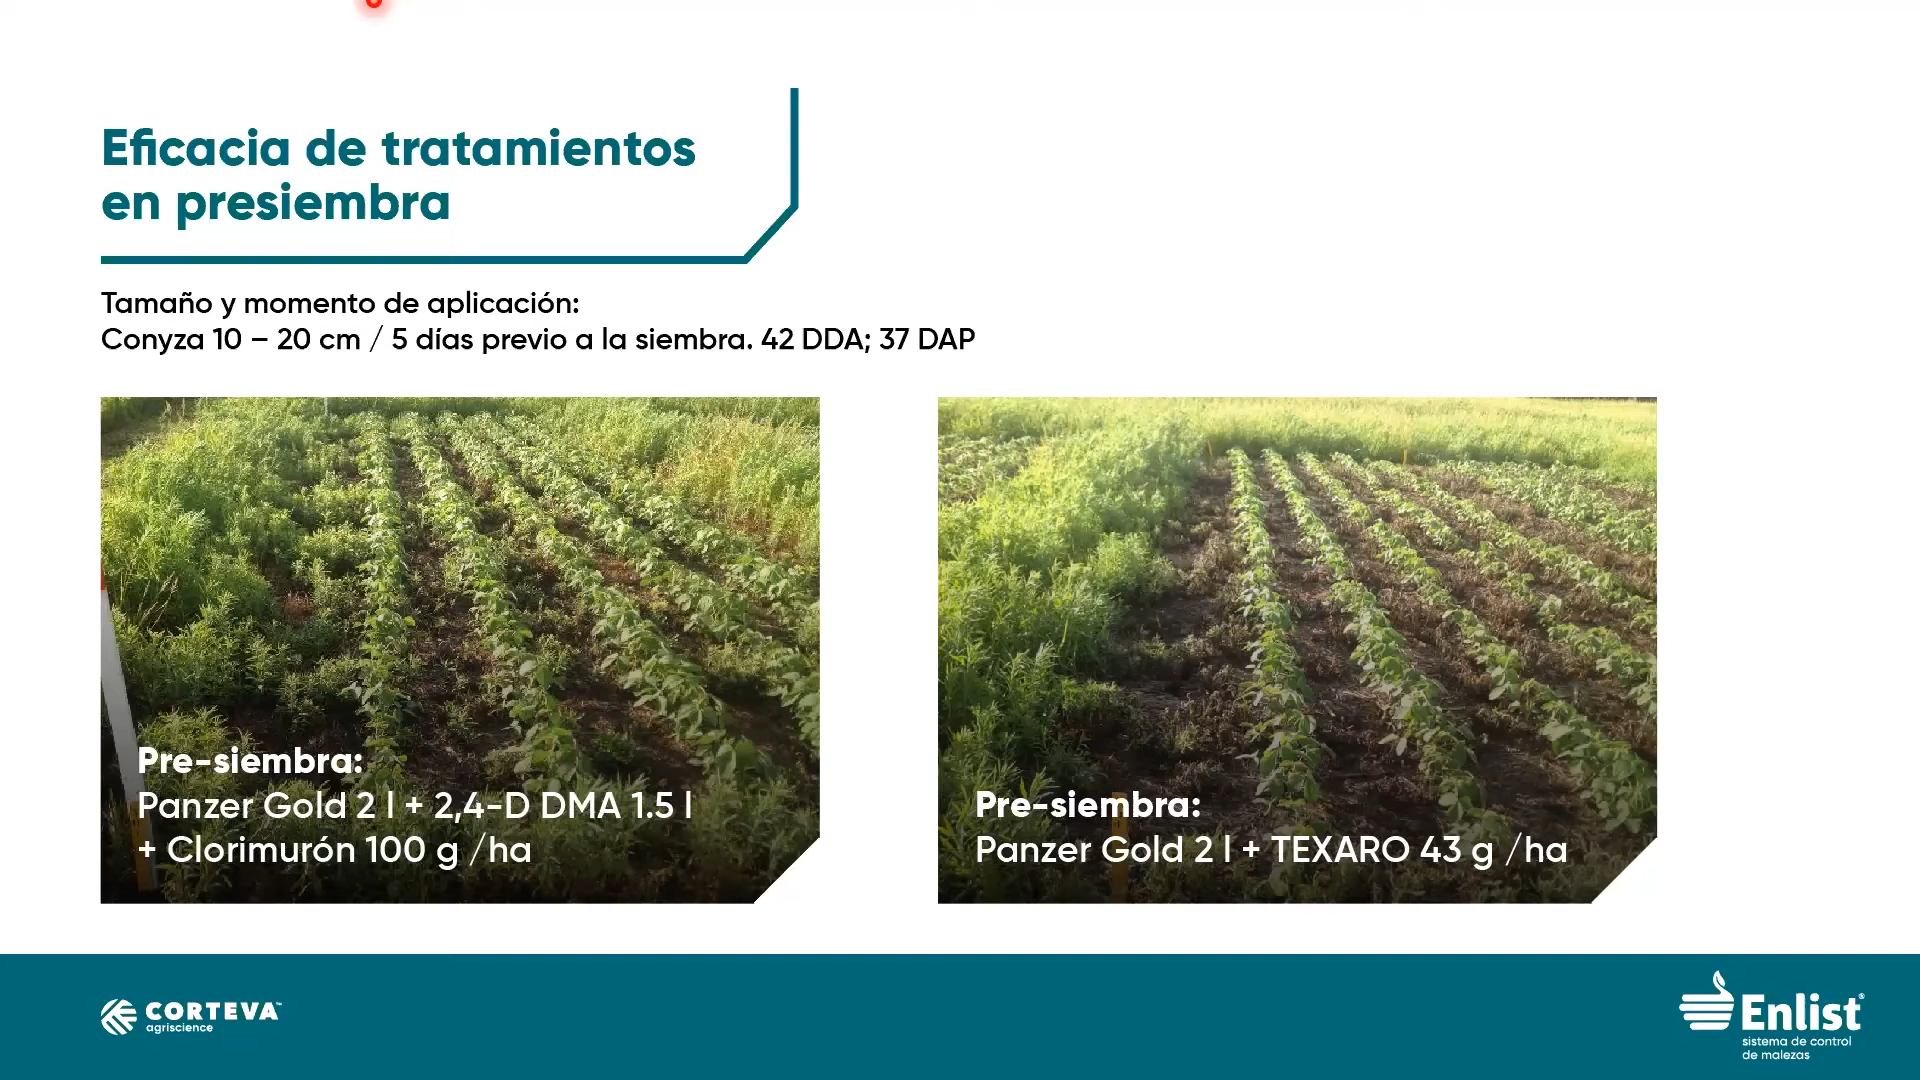 Eficacia de tratamientos
en presiembra
Tamaño y momento de aplicación:
Conyza 10 – 20 cm / 5 días previo a la siembra. 42 DDA; 37 DAP
Pre-siembra:
Panzer Gold 2 l + 2,4-D DMA 1.5 l
+ Clorimurón 100 g /ha
Pre-siembra:
Panzer Gold 2 l + TEXARO 43 g /ha
CORTEVA™
agriscience
Enlist®
sistema de control
de malezas